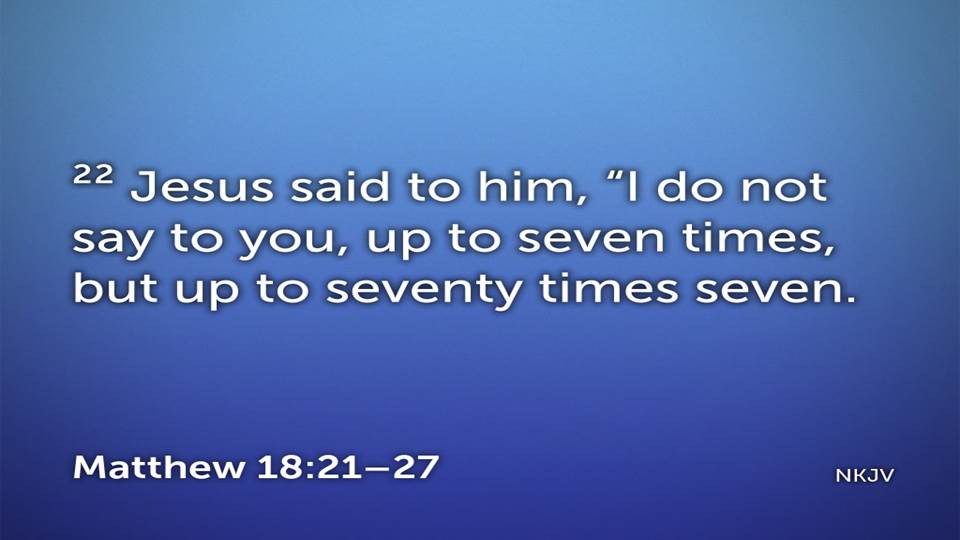 22 Jesus said to him, “I do not
say to you, up to seven times,
but up to seventy times seven.
Matthew 18:21–27
NKJV